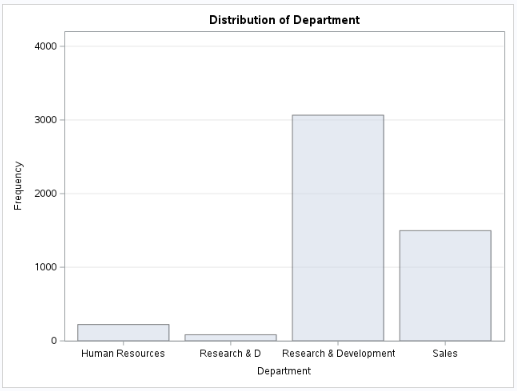 Distribution of Department
4000
3000
2000
1000
0
Frequency
Human Resources
Research & D
Research & Development
Sales
Department